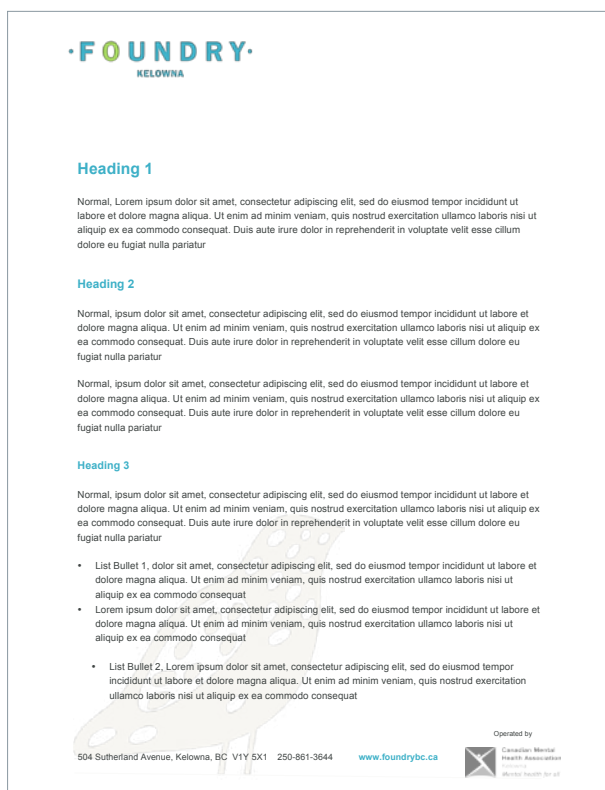 ·FOUNDRY·
KELOWNA
Heading 1
Normal, Lorem ipsum dolor sit amet, consectetur adipiscing elit, sed do eiusmod tempor incididunt ut
labore et dolore magna aliqua. Ut enim ad minim veniam, quis nostrud exercitation ullamco laboris nisi ut
aliquip ex ea commodo consequat. Duis aute irure dolor in reprehenderit in voluptate velit esse cillum
dolore eu fugiat nulla pariatur
Heading 2
Normal, ipsum dolor sit amet, consectetur adipiscing elit, sed do eiusmod tempor incididunt ut labore et
dolore magna aliqua. Ut enim ad minim veniam, quis nostrud exercitation ullamco laboris nisi ut aliquip ex
ea commodo consequat. Duis aute irure dolor in reprehenderit in voluptate velit esse cillum dolore eu
fugiat nulla pariatur
Normal, ipsum dolor sit amet, consectetur adipiscing elit, sed do eiusmod tempor incididunt ut labore et
dolore magna aliqua. Ut enim ad minim veniam, quis nostrud exercitation ullamco laboris nisi ut aliquip ex
ea commodo consequat. Duis aute irure dolor in reprehenderit in voluptate velit esse cillum dolore eu
fugiat nulla pariatur
Heading 3
Normal, ipsum dolor sit amet, consectetur adipiscing elit, sed do eiusmod tempor incididunt ut labore et
dolore magna aliqua. Ut enim ad minim veniam, quis nostrud exercitation ullamco laboris nisi ut aliquip ex
ea commodo consequat. Duis aute irure dolor in reprehenderit in voluptate velit esse cillum dolore eu
fugiat nulla pariatur
• List Bullet 1, dolor sit amet, consectetur adipiscing elit, sed do eiusmod tempor incididunt ut labore et
dolore magna aliqua. Ut enim ad minim veniam, quis nostrud exercitation ullamco laboris nisi ut
aliquip ex ea commodo consequat
• Lorem ipsum dolor sit amet, consectetur adipiscing elit, sed do eiusmod tempor incididunt ut labore et
dolore magna aliqua. Ut enim ad minim veniam, quis nostrud exercitation ullamco laboris nisi ut
aliquip ex ea commodo consequat
• List Bullet 2, Lorem ipsum dolor sit amet, consectetur adipiscing elit, sed do eiusmod tempor
incididunt ut labore et dolore magna aliqua. Ut enim ad minim veniam, quis nostrud exercitation
ullamco laboris nisi ut aliquip ex ea commodo consequat
Operated by
504 Sutherland Avenue, Kelowna, BC V1Y 5X1 250-861-3644 www.foundrybc.ca
Canadian Mental
Health Association
Mental health for all